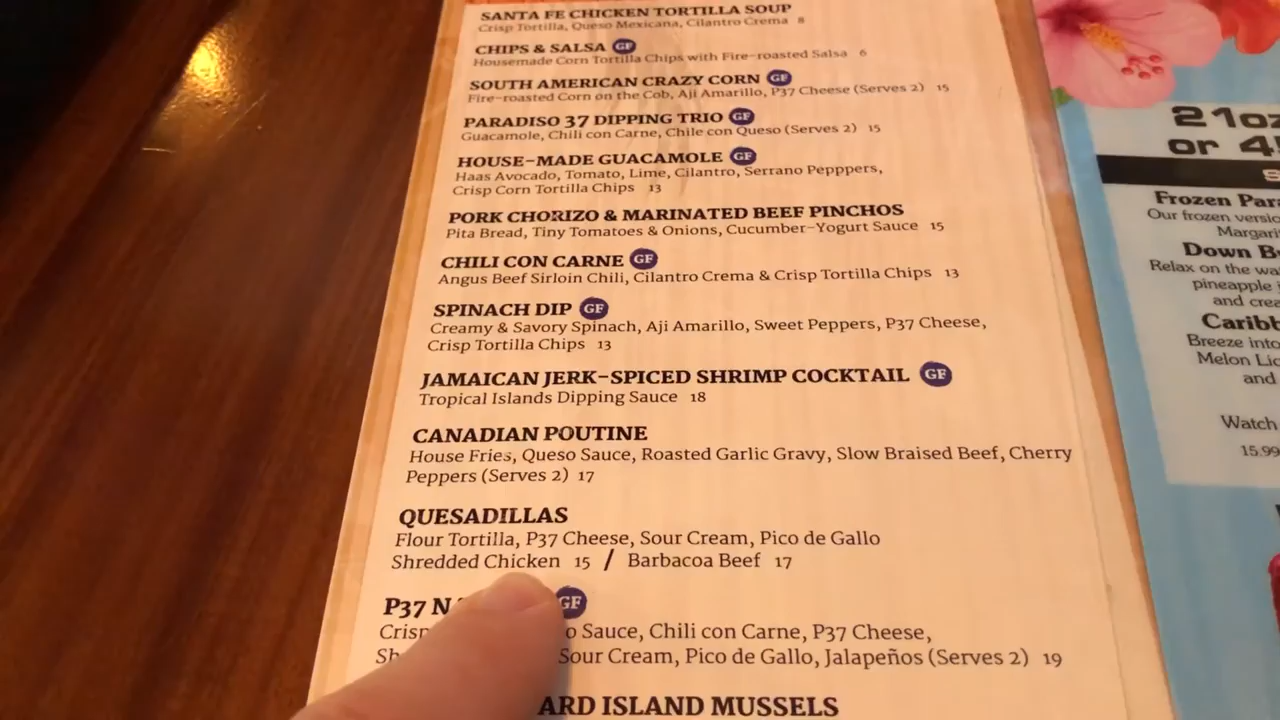 SANTA FE CHICKEN TORTILLA SOUP
Crisp Tortilla, Queso Mexicana, Cilantro Crema 8
CHIPS & SALSA GF
Housemade Corn Tortilla Chips with Fire-roasted Salsa 6
SOUTH AMERICAN CRAZY CORN GF
Fire-roasted Corn on the Cob, Aji Amarillo, P37 Cheese (Serves 2) 15
PARADISO 37 DIPPING TRIO GF
Guacamole, Chili con Carne, Chile con Queso (Serves 2) 15
HOUSE-MADE GUACAMOLE GF
Haas Avocado, Tomato, Lime, Cilantro, Serrano Pepppers,
Crisp Corn Tortilla Chips 13
PORK CHORIZO & MARINATED BEEF PINCHOS
Pita Bread, Tiny Tomatoes & Onions, Cucumber-Yogurt Sauce 15
CHILI CON CARNE GF
Angus Beef Sirloin Chili, Cilantro Crema & Crisp Tortilla Chips 13
SPINACH DIP GF
Creamy & Savory Spinach, Aji Amarillo, Sweet Peppers, P37 Cheese,
Crisp Tortilla Chips 13
JAMAICAN JERK-SPICED SHRIMP COCKTAIL GF
Tropical Islands Dipping Sauce 18
CANADIAN POUTINE
House Fries, Queso Sauce, Roasted Garlic Gravy, Slow Braised Beef, Cherry
Peppers (Serves 2) 17
QUESADILLAS
Flour Tortilla, P37 Cheese, Sour Cream, Pico de Gallo
Shredded Chicken 15 / Barbacoa Beef 17
P37 N GF
Crisp Sauce, Chili con Carne, P37 Cheese,
Sour Cream, Pico de Gallo, Jalapeños (Serves 2) 19
ARD ISLAND MUSSELS
21oz
or 4
Frozen Par
Our frozen versio
Margari
Down B
Relax on the wa
pineapple
and crea
Caribb
Breeze into
Melon Liq
and
Watch
15.99